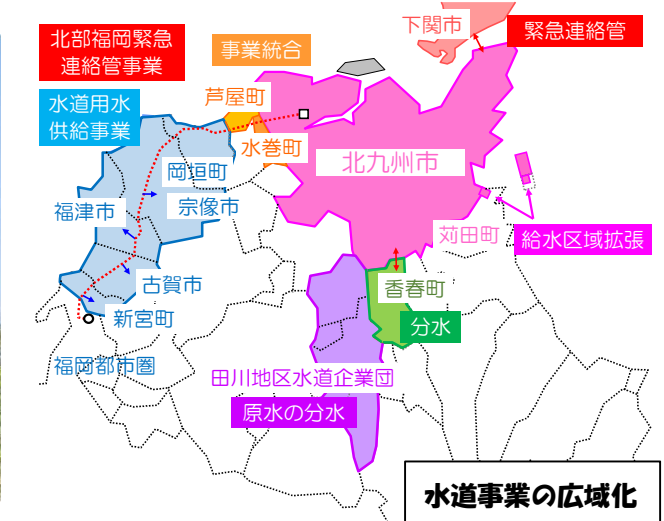 下関市
緊急連絡管
北部福岡緊急
連絡管事業
事業統合
水道用水
供給事業
芦屋町
水巻町
北九州市
岡垣町
福津市
宗像市
苅田町
給水区域拡張
古賀市
香春町
新宮町
分水
福岡都市圏
田川地区水道企業団
原水の分水
水道事業の広域化